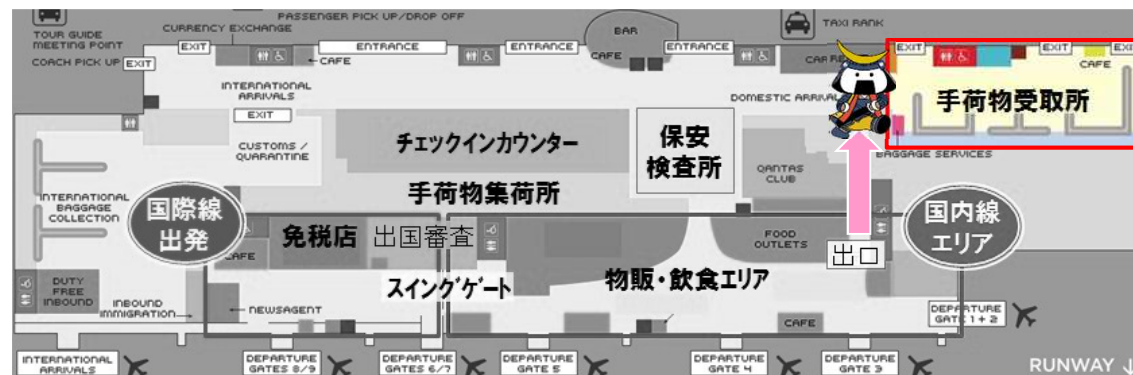 PASSENGER PICK UP/DROP OFF
TOUR GUIDE
MEETING POINT
CURRENCY EXCHANGE
TAXI RANK
COACH PICK UP
EXIT
EXIT
ENTRANCE
ENTRANCE
BAR
CAFE
ENTRANCE
EXIT
EXIT
EXI
CAFE
CAR RE
CAFE
INTERNATIONAL
ARRIVALS
EXIT
DOMESTIC ARRIVAL
手荷物受取所
チェックインカウンター
保安
検査所
CUSTOMS /
QUARANTINE
BAGGAGE SERVICES
QANTAS
CLUB
手荷物集荷所
INTERNATIONAL
BAGGAGE
COLLECTION
国際線
出発
免税店
出国審査
FOOD
OUTLETS
出口
国内線
エリア
CAFE
スイングゲート
物販・飲食エリア
DUTY
FREE
INBOUND
INBOUND
IMMIGRATION
NEWSAGENT
CAFE
DEPARTURE
GATE 1 + 2
INTERNATIONAL
ARRIVALS
DEPARTURE
GATES 8/9
DEPARTURE
GATES 6/7
DEPARTURE
GATE 5
DEPARTURE
GATE 4
DEPARTURE
GATE 3
RUNWAY